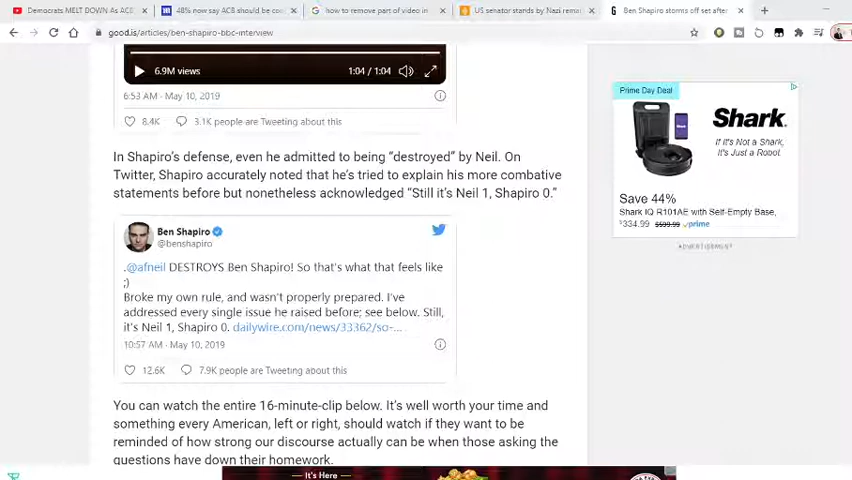 Democrats MELT DOWN As ACB
48% now say ACB should be co
how to remove part of video in
US senator stands by Nazi rema
Ben Shapiro storms off set after
good.is/articles/ben-shapiro-bbc-interview
6.9M views
1:04 / 1:04
6:53 AM - May 10, 2019
8.4K
3.1K people are Tweeting about this
In Shapiro's defense, even he admitted to being “destroyed” by Neil. On
Twitter, Shapiro accurately noted that he's tried to explain his more combative
statements before but nonetheless acknowledged “Still it's Neil 1, Shapiro 0.”
Ben Shapiro
@benshapiro
.@afneil DESTROYS Ben Shapiro! So that's what that feels like
;)
Broke my own rule, and wasn't properly prepared. I've
addressed every single issue he raised before; see below. Still,
it's Neil 1, Shapiro 0. dailywire.com/news/33362/so-...
10:57 AM - May 10, 2019
12.6K
7.9K people are Tweeting about this
You can watch the entire 16-minute-clip below. It's well worth your time and
something every American, left or right, should watch if they want to be
reminded of how strong our discourse actually can be when those asking the
questions have down their homework.
Prime Day Deal
Shark
If It's Not a Shark,
It's Just a Robot.
Save 44%
Shark IQ R101AE with Self-Empty Base,
$334.99 $599.99 prime
ADVERTISEMENT
It's Here